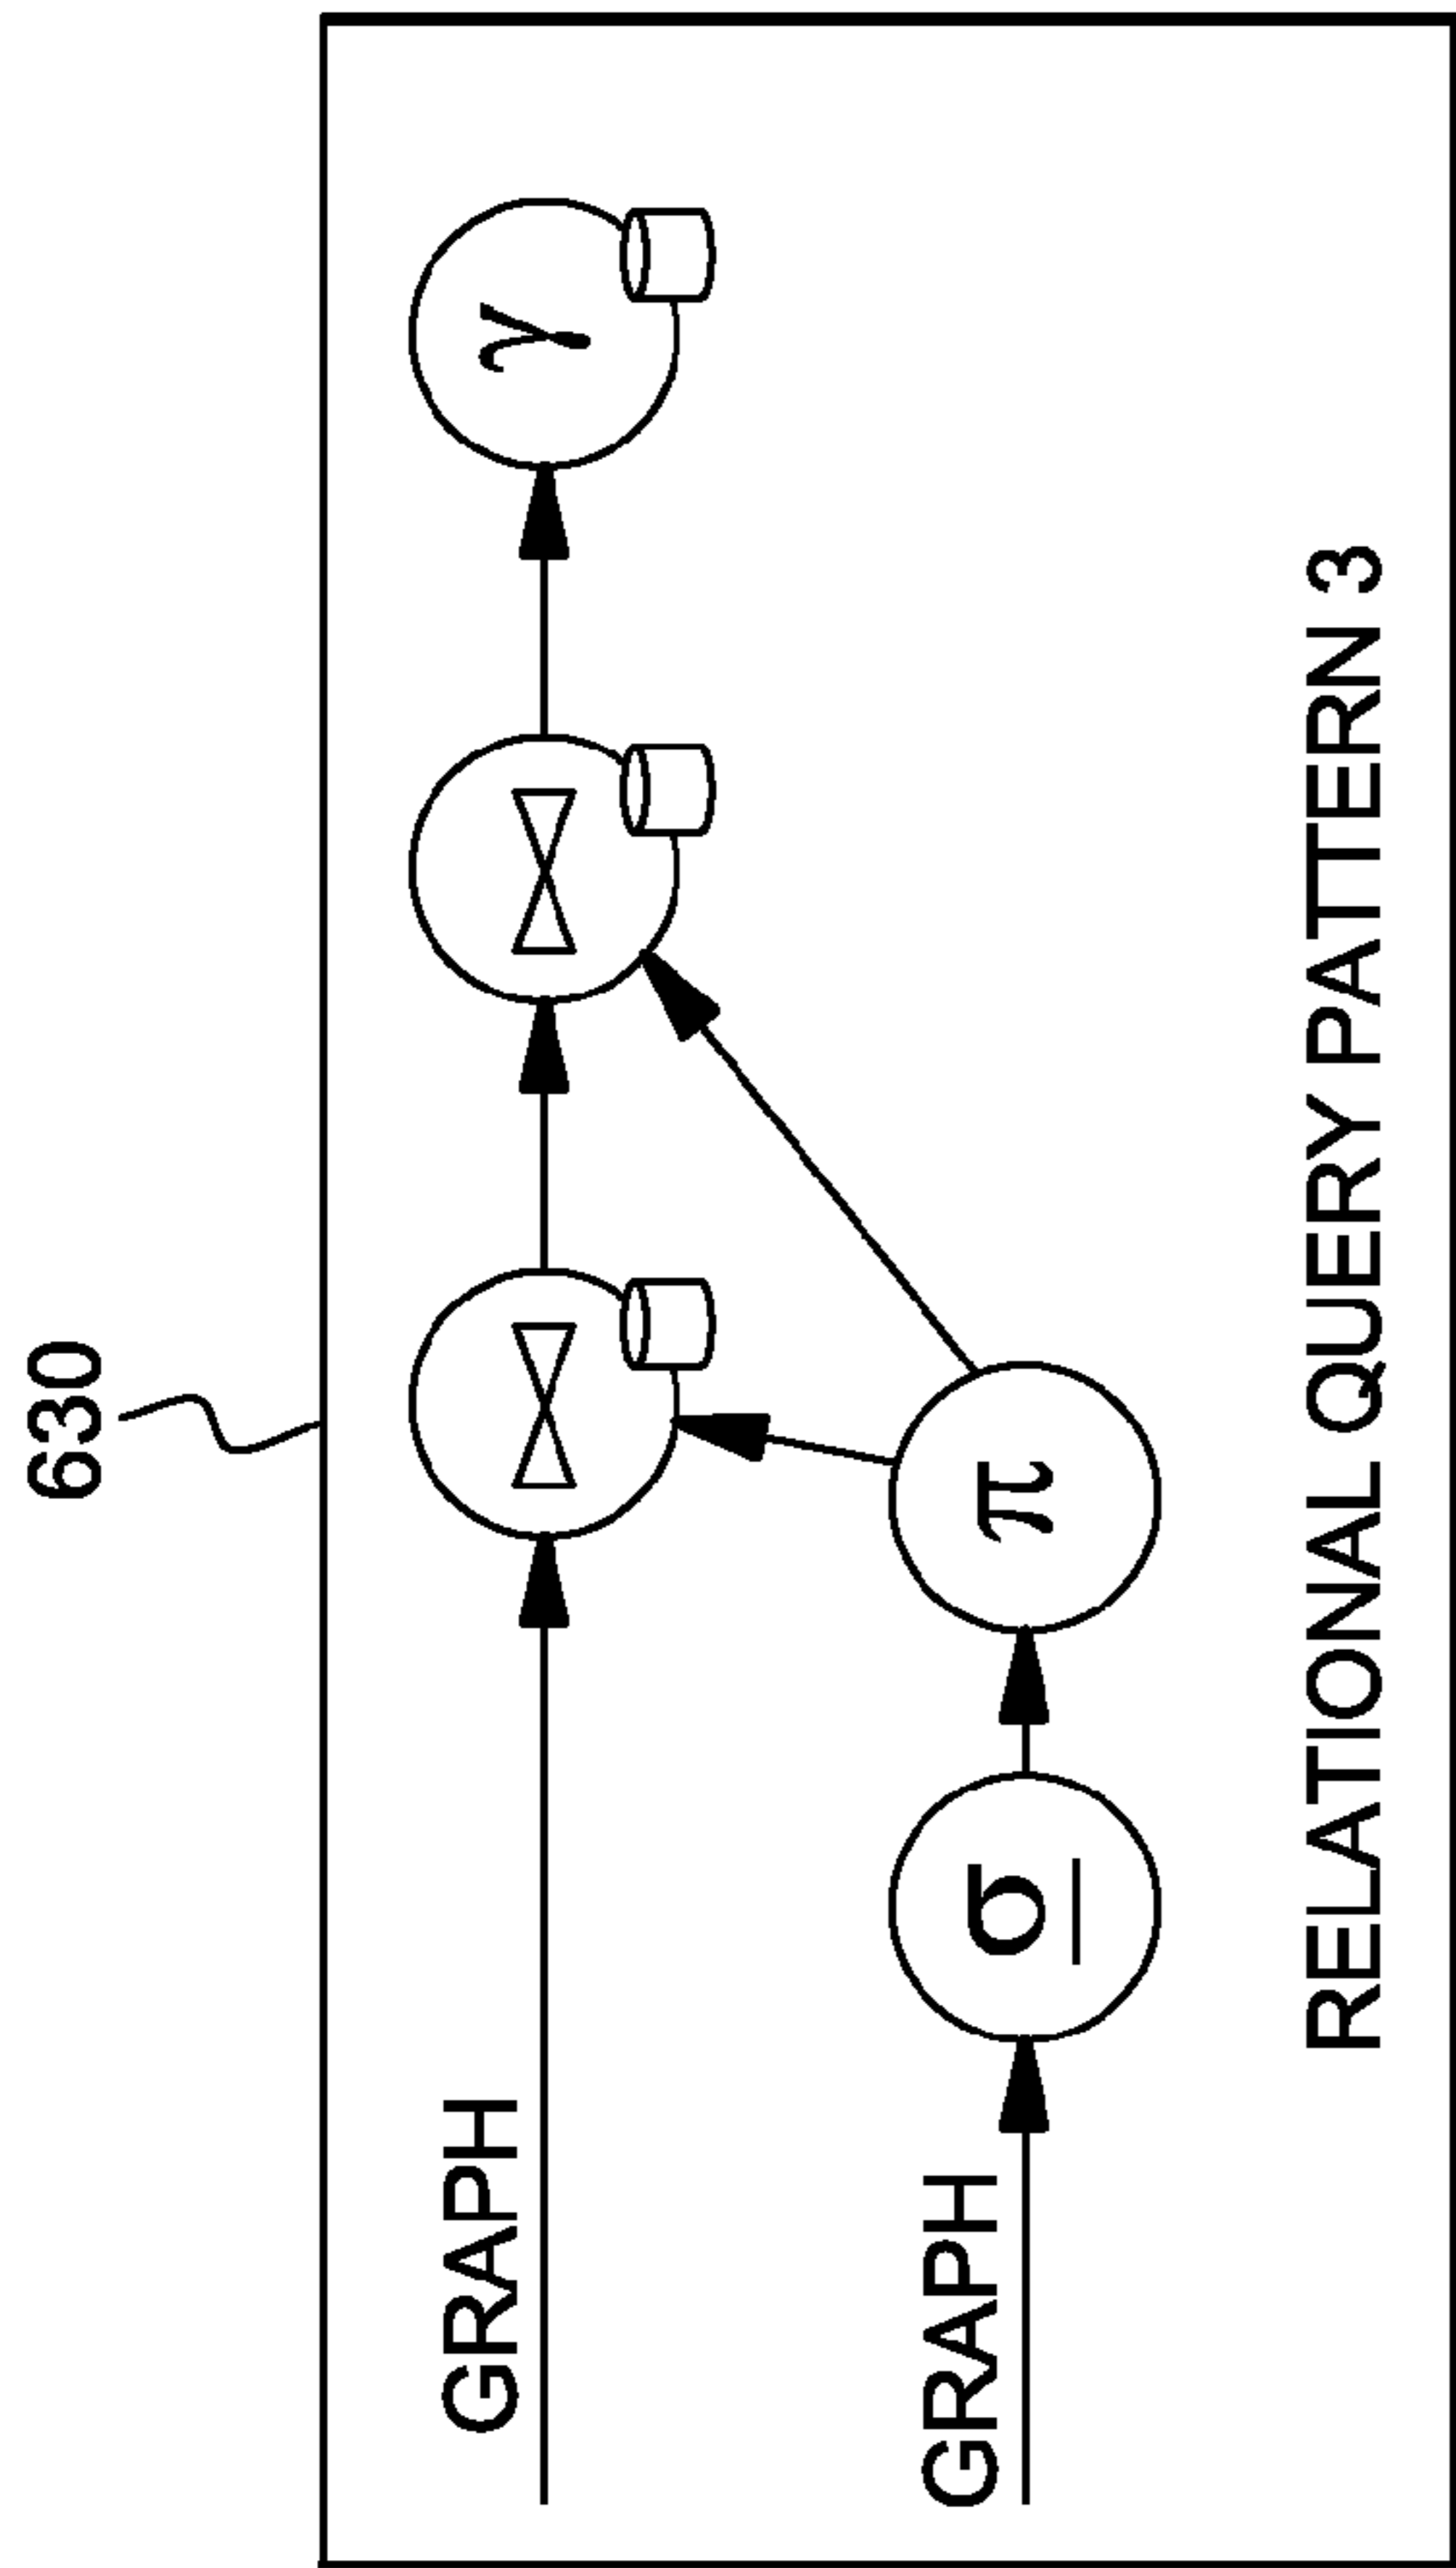 630
GRAPH
⋈ ⋈ γ
GRAPH
σ π
RELATIONAL QUERY PATTERN 3